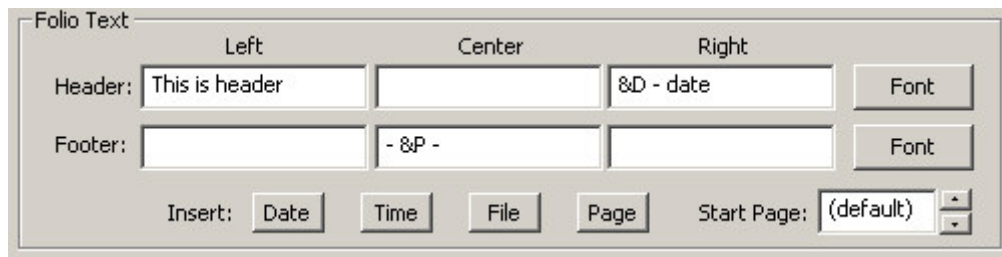 Folio Text
Left Center Right
Header: This is header &D - date Font
Footer: - &P - Font
Insert: Date Time File Page Start Page: (default)